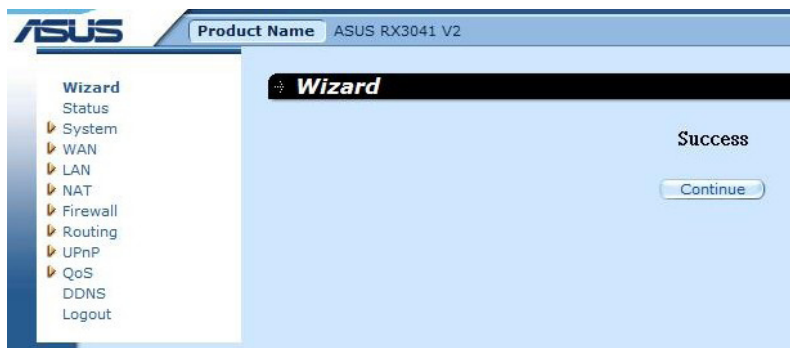 ASUS
Product Name ASUS RX3041 V2
Wizard
Status
System
WAN
LAN
NAT
Firewall
Routing
UPnP
QoS
DDNS
Logout
Wizard
Success
Continue